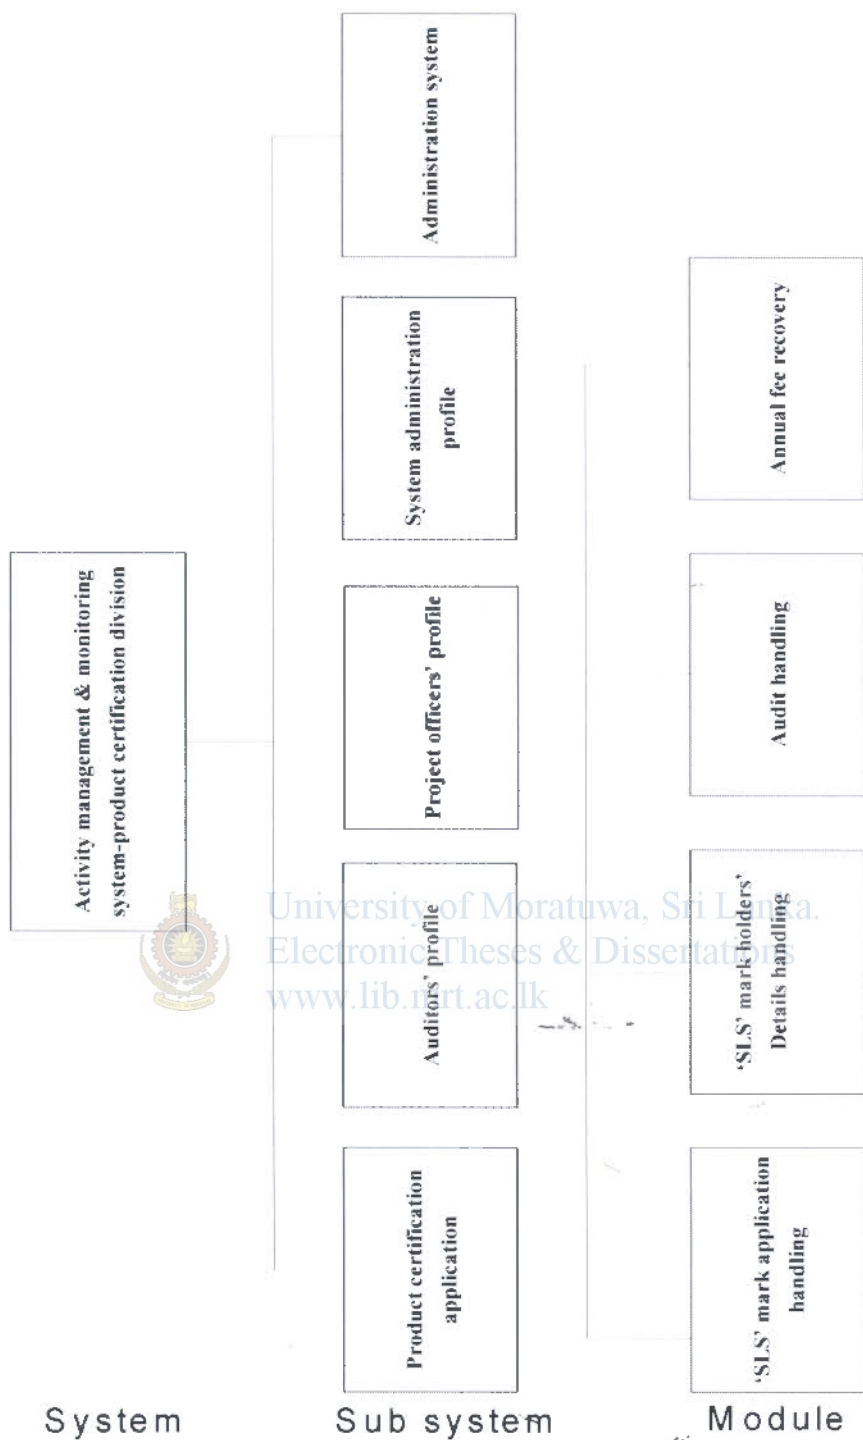 System
Activity management & monitoring
system-product certification division
Sub system
Product certification
application
Auditors' profile
Project officers' profile
System administration
profile
Administration system
Module
'SLS' mark application
handling
'SLS' mark holders'
Details handling
Audit handling
Annual fee recovery
University of Moratuwa, Sri Lanka.
Electronic Theses & Dissertations
www.lib.mrt.ac.lk